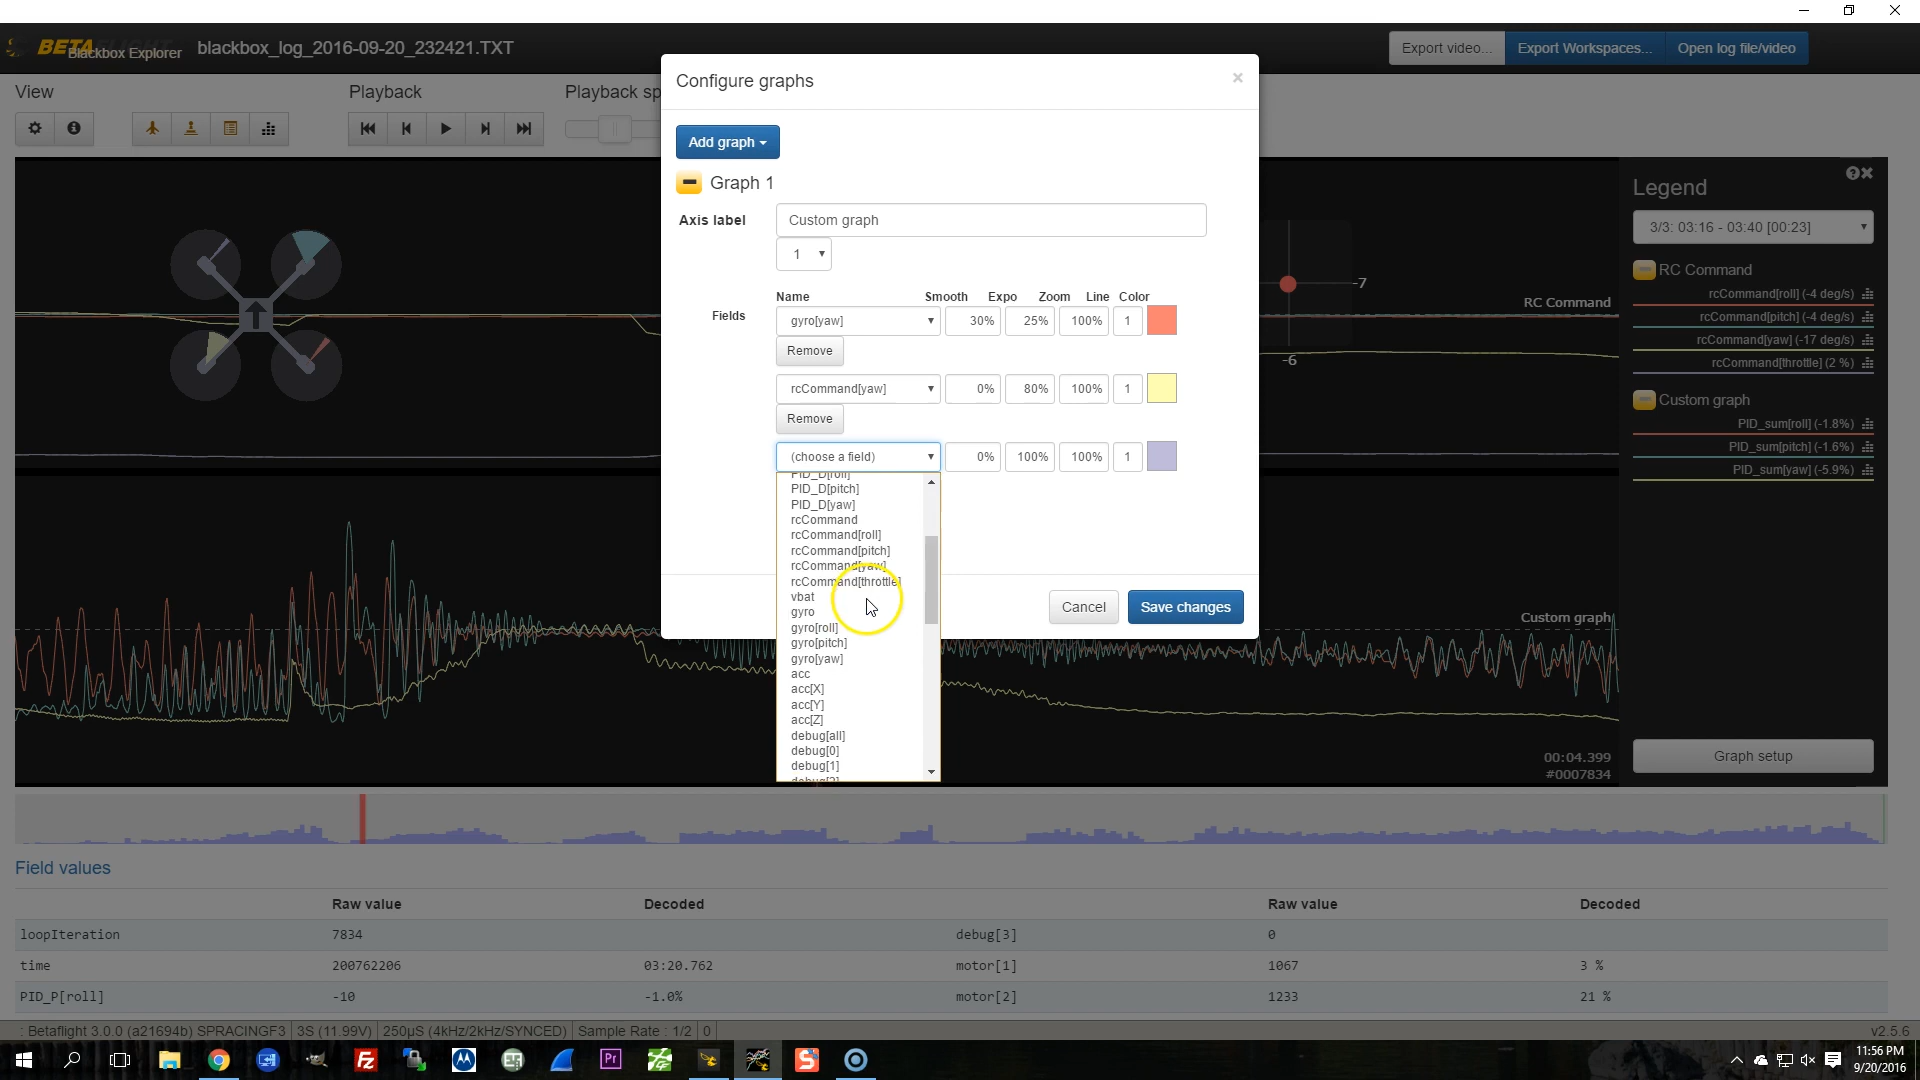 BETAFLIGHT
Blackbox Explorer
blackbox_log_2016-09-20_232421.TXT
Export video...
Export Workspaces...
Open log file/video
View
Playback
Playback sp
Configure graphs
×
Add graph
Graph 1
Axis label
Custom graph
1
Name
Smooth
Expo
Zoom
Line
Color
Fields
gyro[yaw]
30%
25%
100%
1
Remove
rcCommand[yaw]
0%
80%
100%
1
Remove
(choose a field)
0%
100%
100%
1
PID_D[roll]
PID_D[pitch]
PID_D[yaw]
rcCommand
rcCommand[roll]
rcCommand[pitch]
rcCommand[yaw]
rcCommand[throttle]
vbat
gyro
gyro[roll]
gyro[pitch]
gyro[yaw]
acc
acc[X]
acc[Y]
acc[Z]
debug[all]
debug[0]
debug[1]
debug[2]
Cancel
Save changes
-7
-6
RC Command
Custom graph
00:04.399
#0007834
Legend
3/3: 03:16 - 03:40 [00:23]
RC Command
rcCommand[roll] (-4 deg/s)
rcCommand[pitch] (-4 deg/s)
rcCommand[yaw] (-17 deg/s)
rcCommand[throttle] (2 %)
Custom graph
PID_sum[roll] (-1.8%)
PID_sum[pitch] (-1.6%)
PID_sum[yaw] (-5.9%)
Graph setup
Field values
Raw value
Decoded
Raw value
Decoded
loopIteration
7834
debug[3]
0
time
200762206
03:20.762
motor[1]
1067
3 %
PID_P[roll]
-10
-1.0%
motor[2]
1233
21 %
: Betaflight 3.0.0 (a21694b) SPRACINGF3
3S (11.99V)
250µS (4kHz/2kHz/SYNCED)
Sample Rate : 1/2
0
v2.5.6
Fz
Pr
S
11:56 PM
9/20/2016